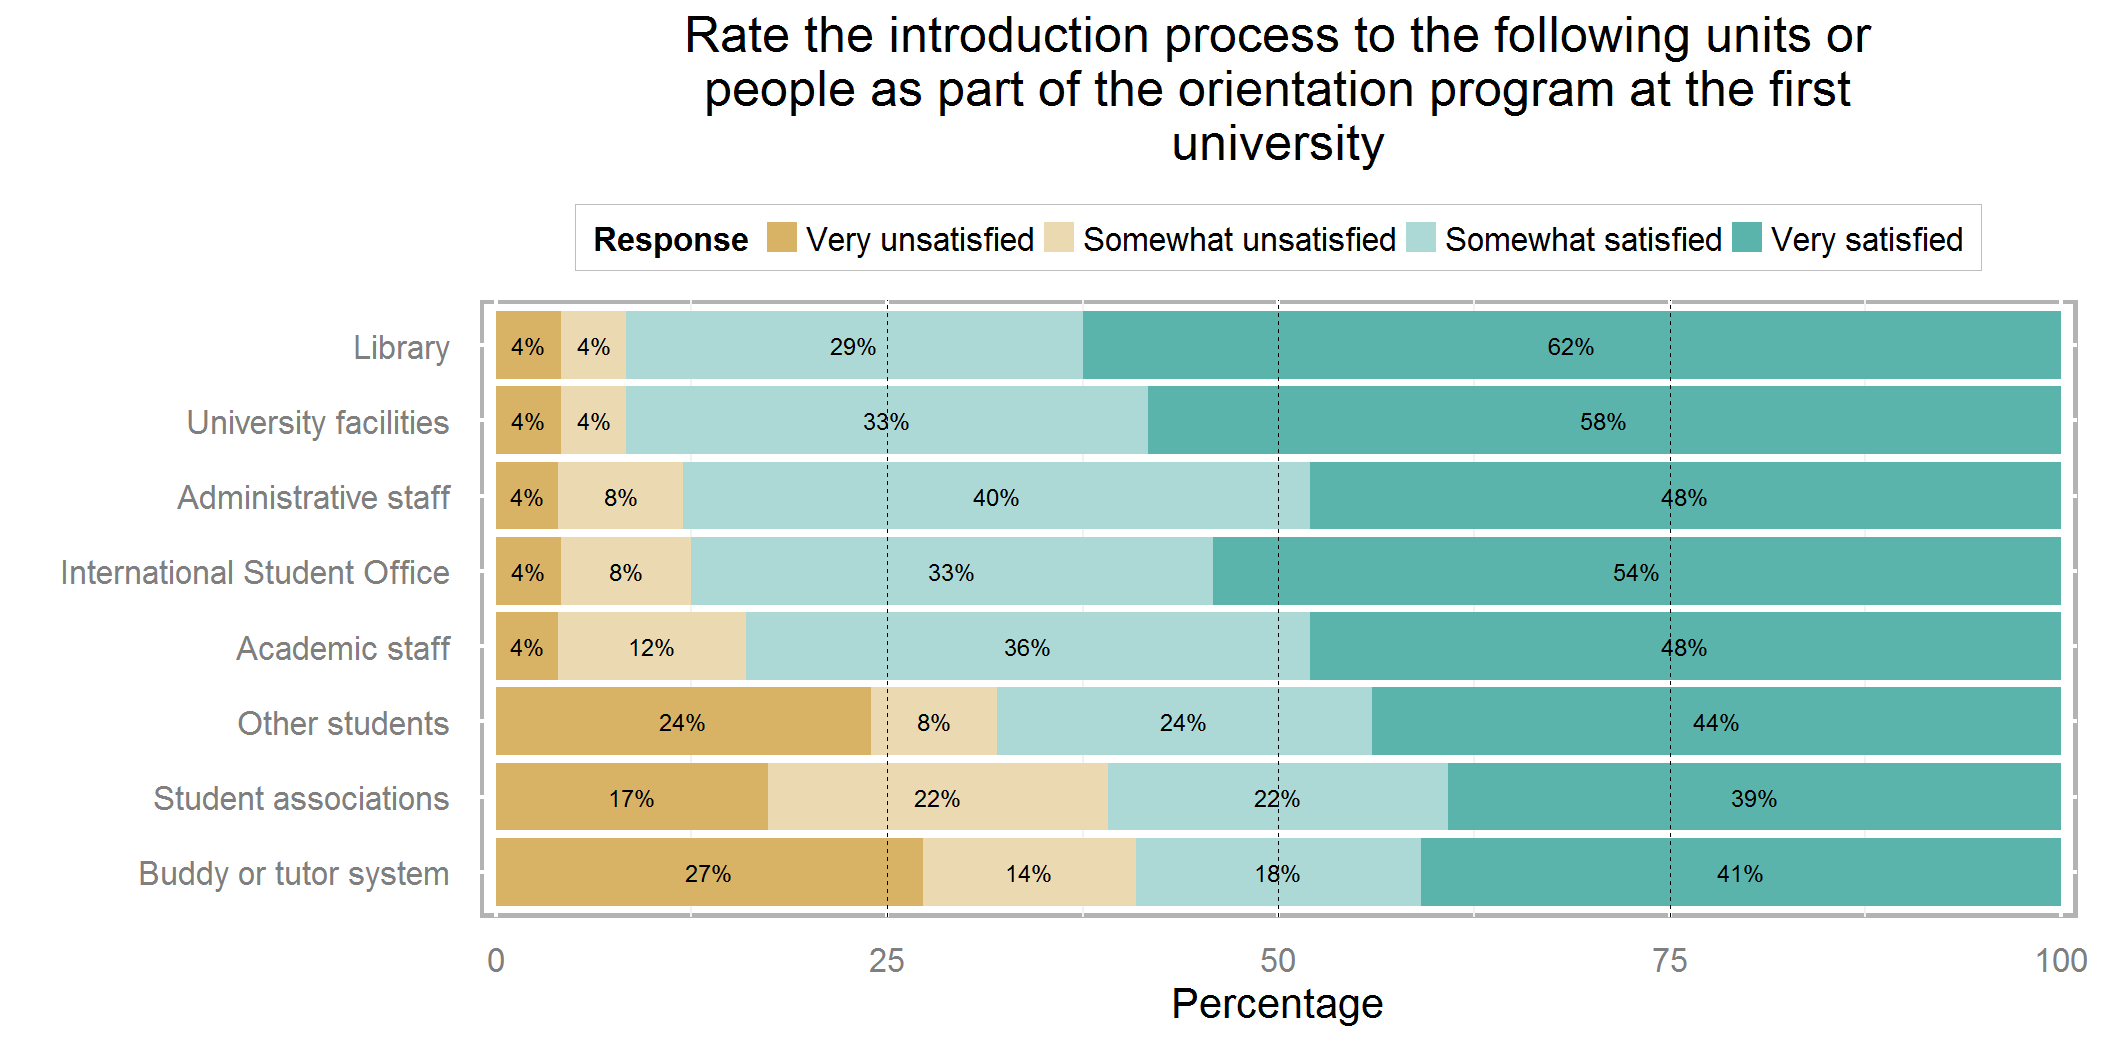 Rate the introduction process to the following units or
people as part of the orientation program at the first
university
Response Very unsatisfied Somewhat unsatisfied Somewhat satisfied Very satisfied
Library 4% 4% 29% 62%
University facilities 4% 4% 33% 58%
Administrative staff 4% 8% 40% 48%
International Student Office 4% 8% 33% 54%
Academic staff 4% 12% 36% 48%
Other students 24% 8% 24% 44%
Student associations 17% 22% 22% 39%
Buddy or tutor system 27% 14% 18% 41%
0 25 50 75 100
Percentage